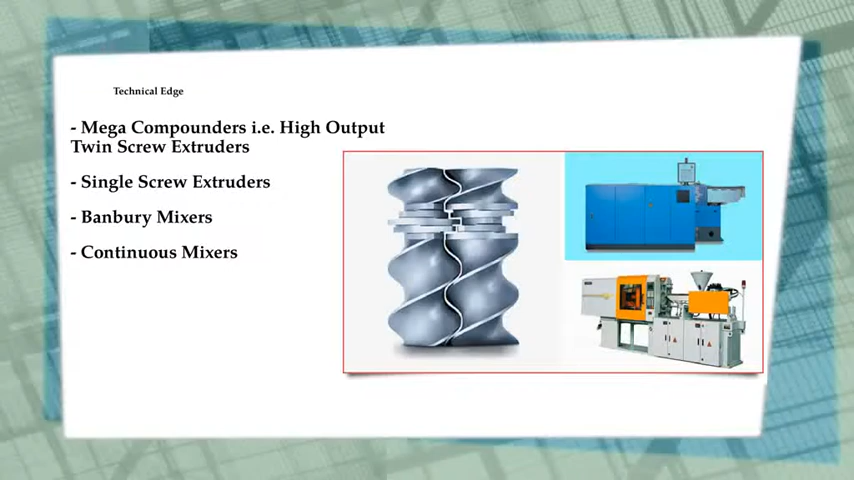 Technical Edge
- Mega Compounders i.e. High Output
Twin Screw Extruders
- Single Screw Extruders
- Banbury Mixers
- Continuous Mixers